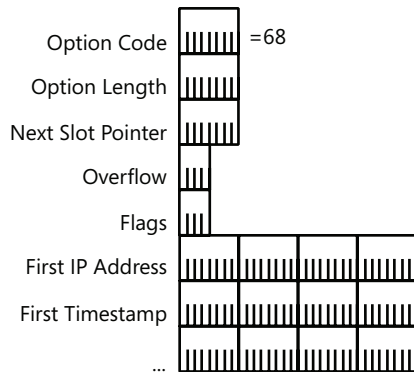 Option Code =68
Option Length
Next Slot Pointer
Overflow
Flags
First IP Address
First Timestamp
...